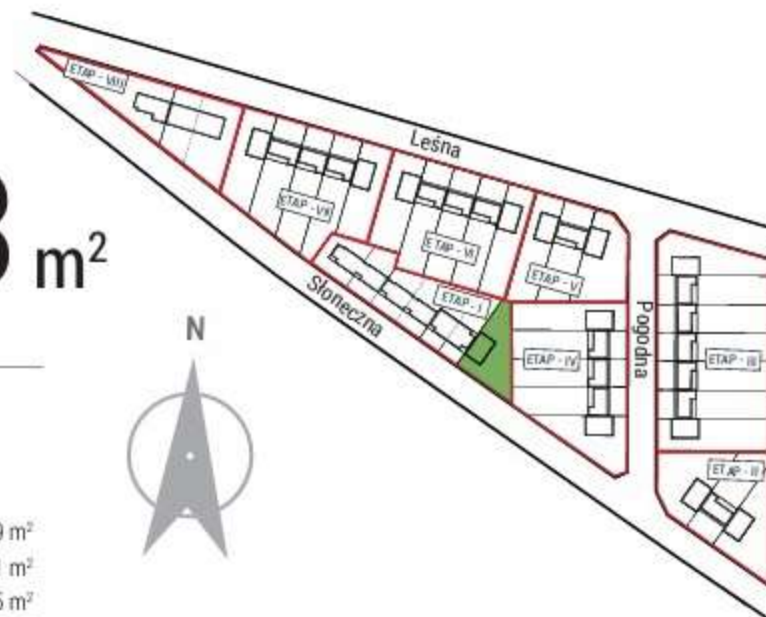 ETAP - VIII
Leśna
ETAP - VII
ETAP - VI
ETAP - V
ETAP - I
Słoneczna
Pogodna
ETAP - IV
ETAP - III
ETAP - II
3 m²
N
m²
m²
m²